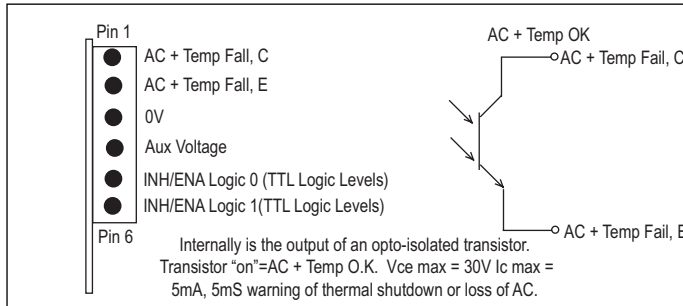 Pin 1
AC + Temp Fall, C
AC + Temp Fall, E
0V
Aux Voltage
INH/ENA Logic 0 (TTL Logic Levels)
INH/ENA Logic 1(TTL Logic Levels)
Pin 6
AC + Temp OK
AC + Temp Fail, C
AC + Temp Fail, E
Internally is the output of an opto-isolated transistor.
Transistor “on”=AC + Temp O.K. Vce max = 30V Ic max =
5mA, 5mS warning of thermal shutdown or loss of AC.